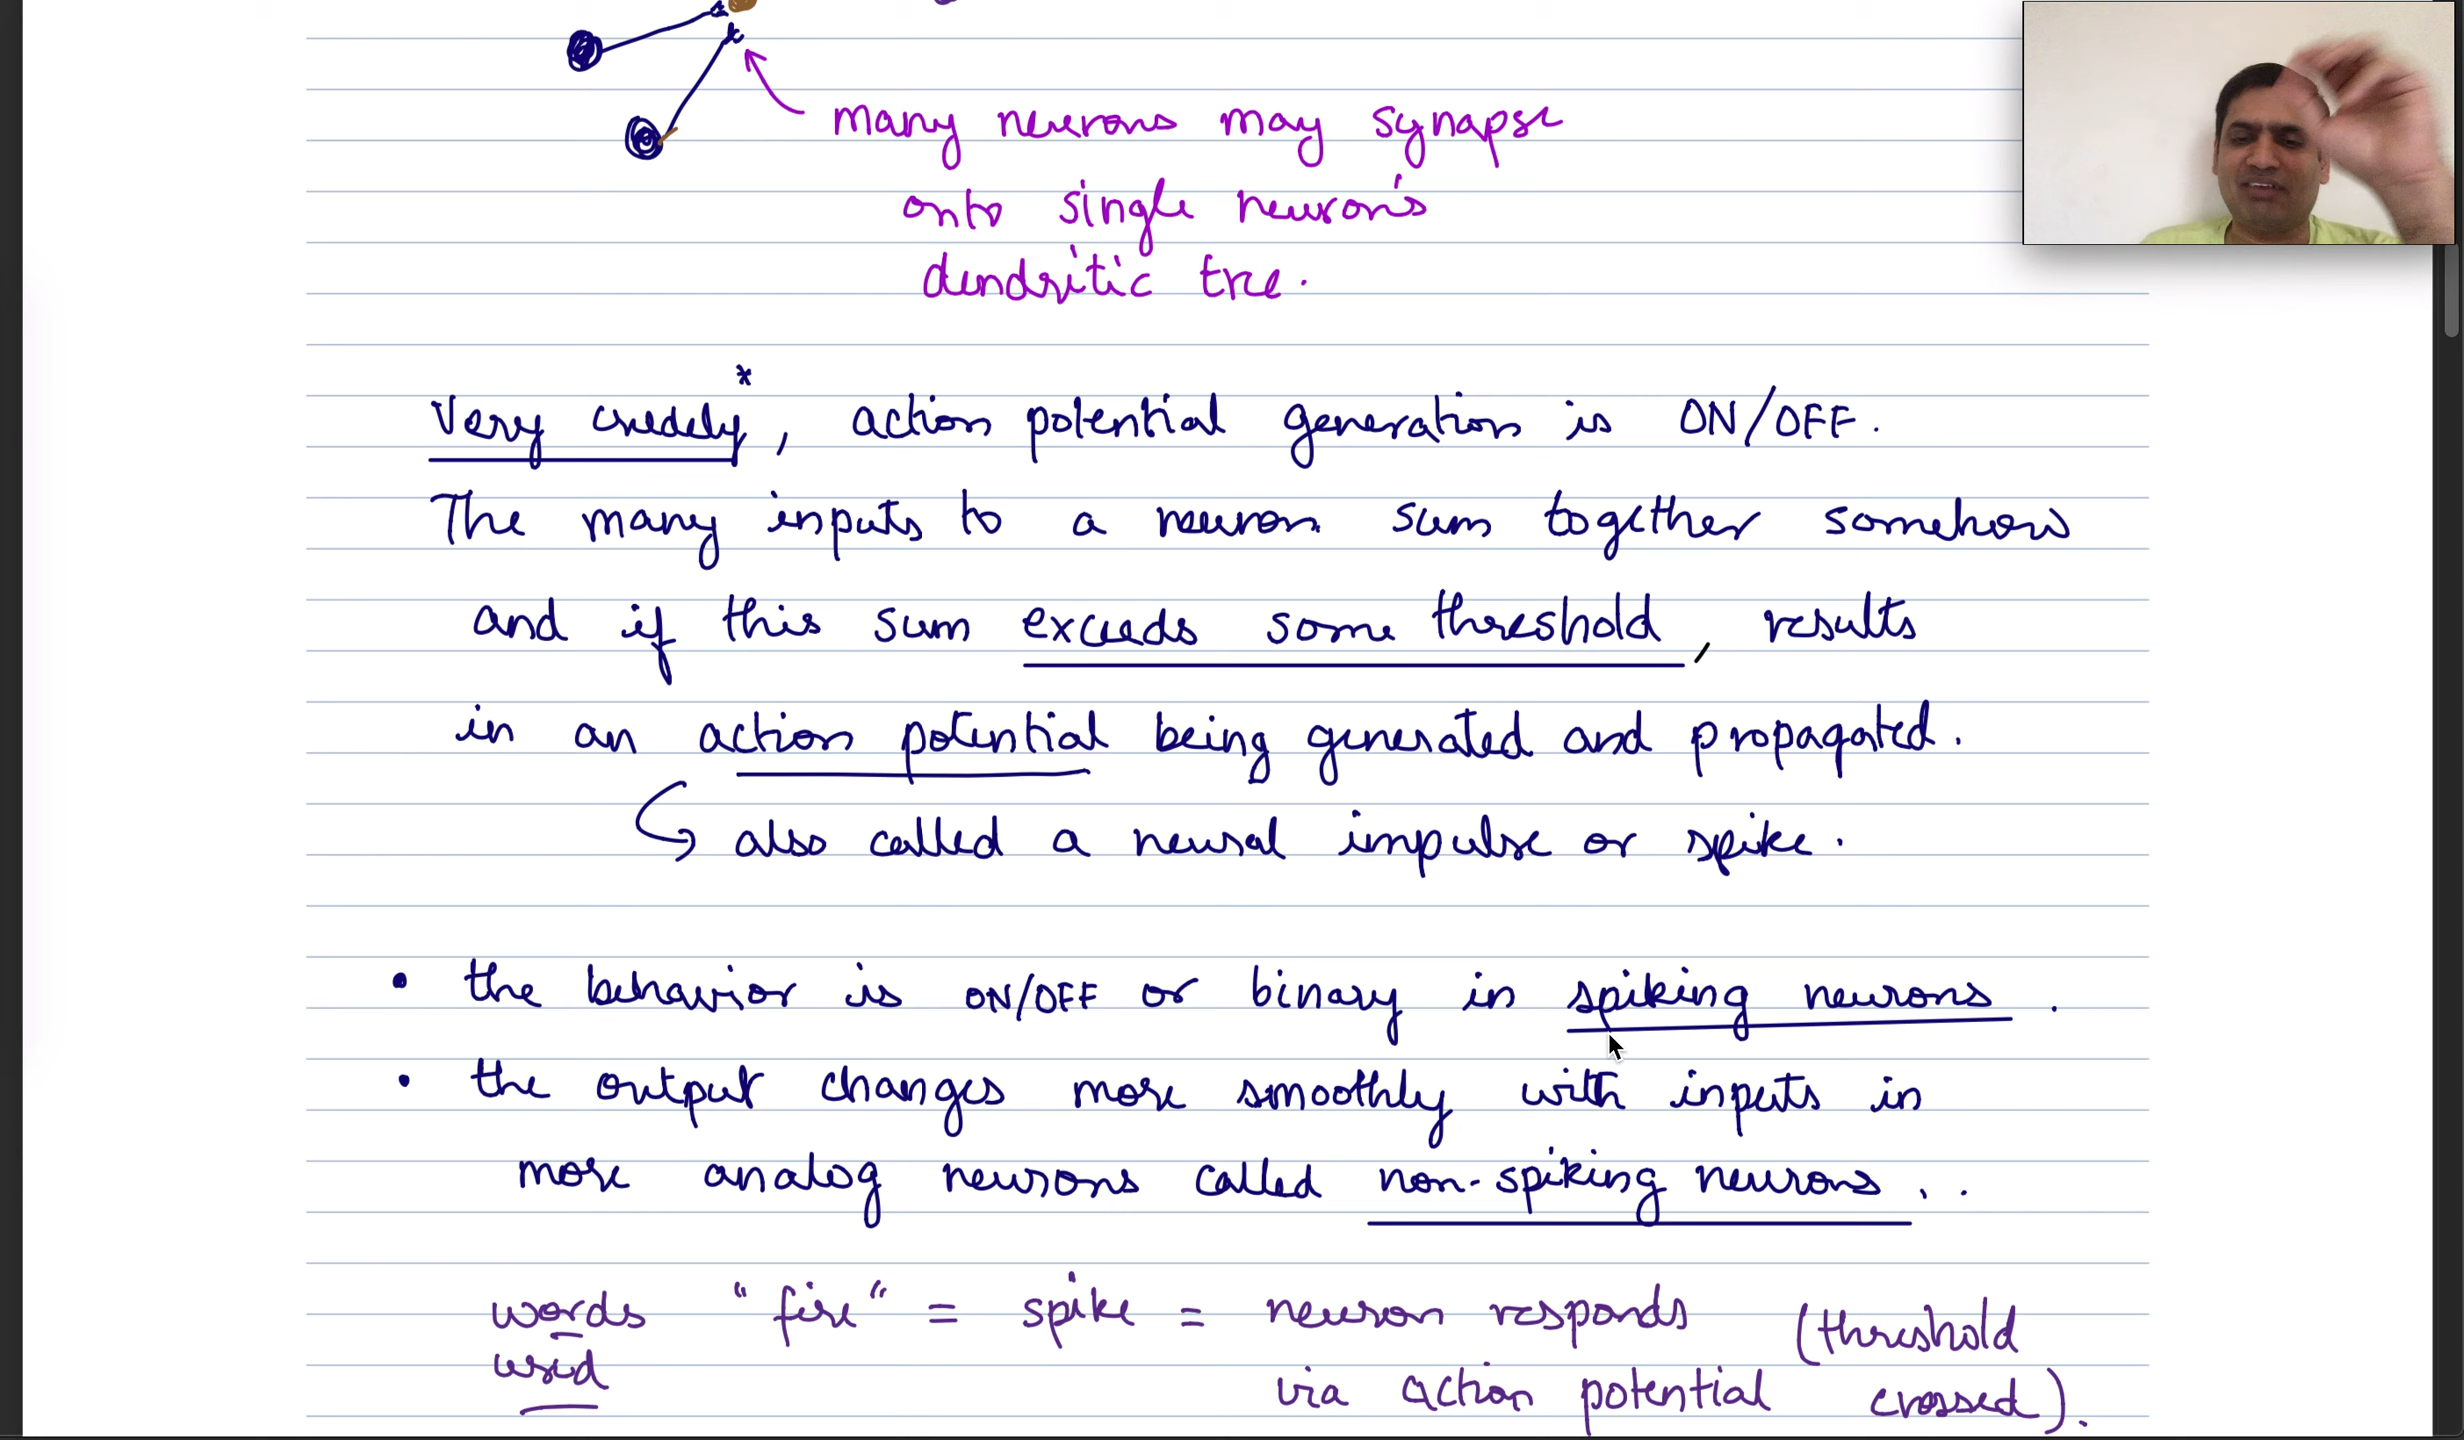 many neurons may synapse
onto single neuron's
dendritic tree.
*
Very crudely, action potential generation is ON/OFF.
The many inputs to a neuron sum together somehow
and if this sum exceeds some threshold, results
in an action potential being generated and propagated.
↳ also called a neural impulse or spike.
• the behavior is ON/OFF or binary in spiking neurons.
• the output changes more smoothly with inputs in
more analog neurons called non-spiking neurons..
words "fire" = spike = neuron responds (threshold
used via action potential crossed).